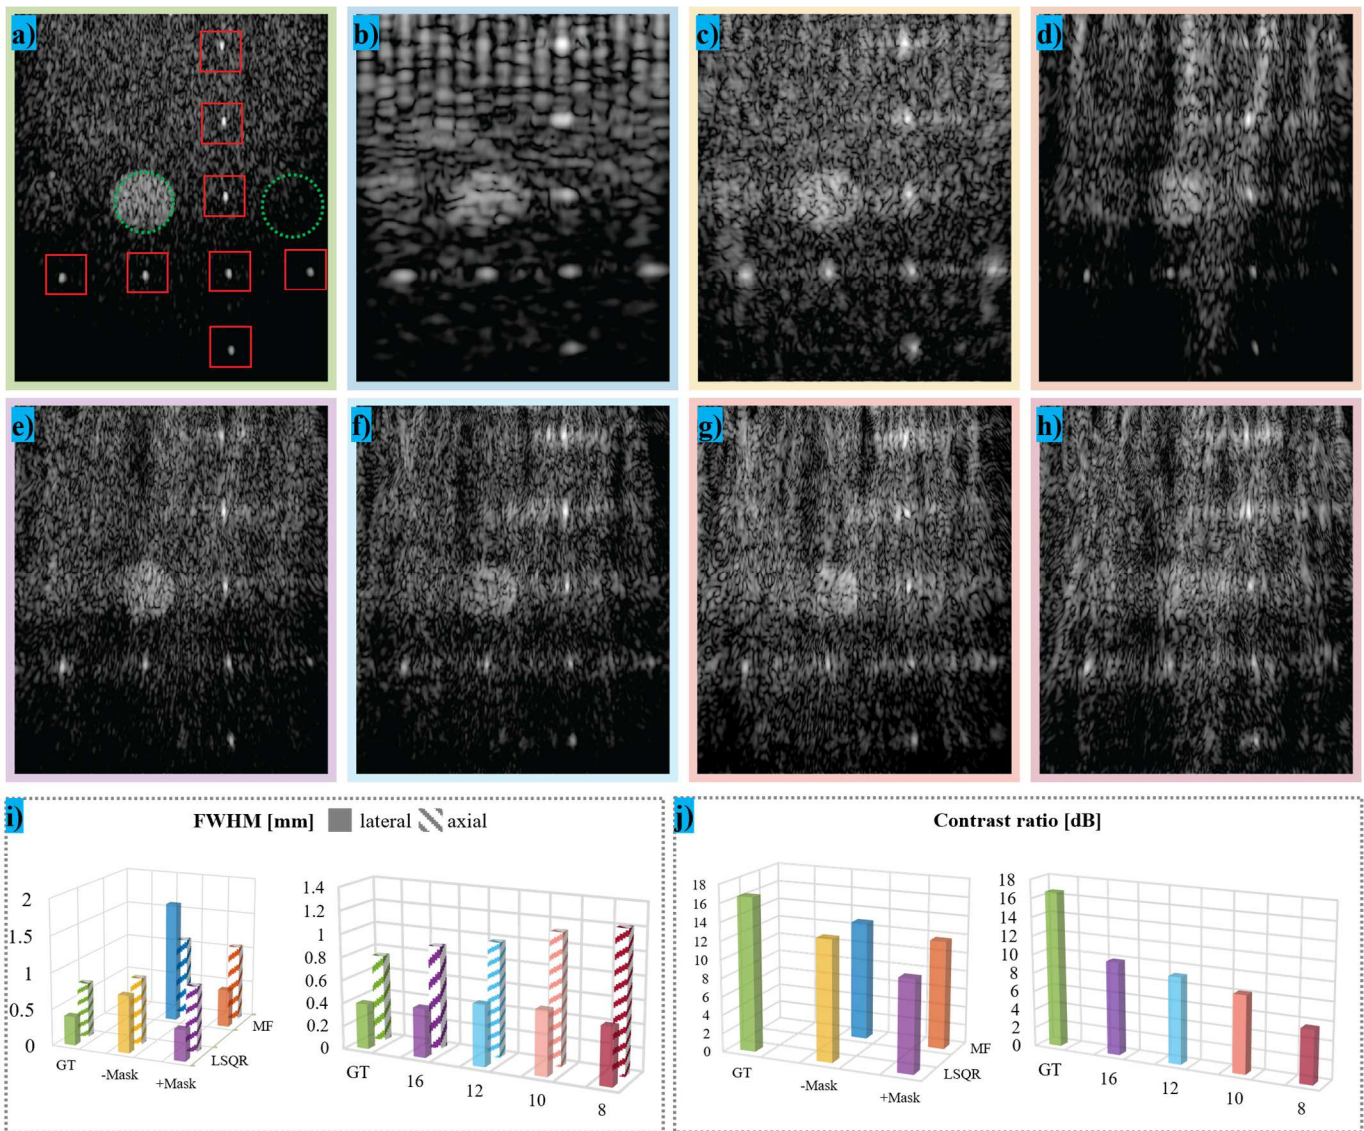 a)
b)
c)
d)
e)
f)
g)
h)
i)
FWHM [mm] lateral axial
2
1.5
1
0.5
0
GT
-Mask
+Mask
LSQR
MF
1.4
1.2
1
0.8
0.6
0.4
0.2
0
GT
16
12
10
8
j)
Contrast ratio [dB]
18
16
14
12
10
8
6
4
2
0
GT
-Mask
+Mask
LSQR
MF
18
16
14
12
10
8
6
4
2
0
GT
16
12
10
8